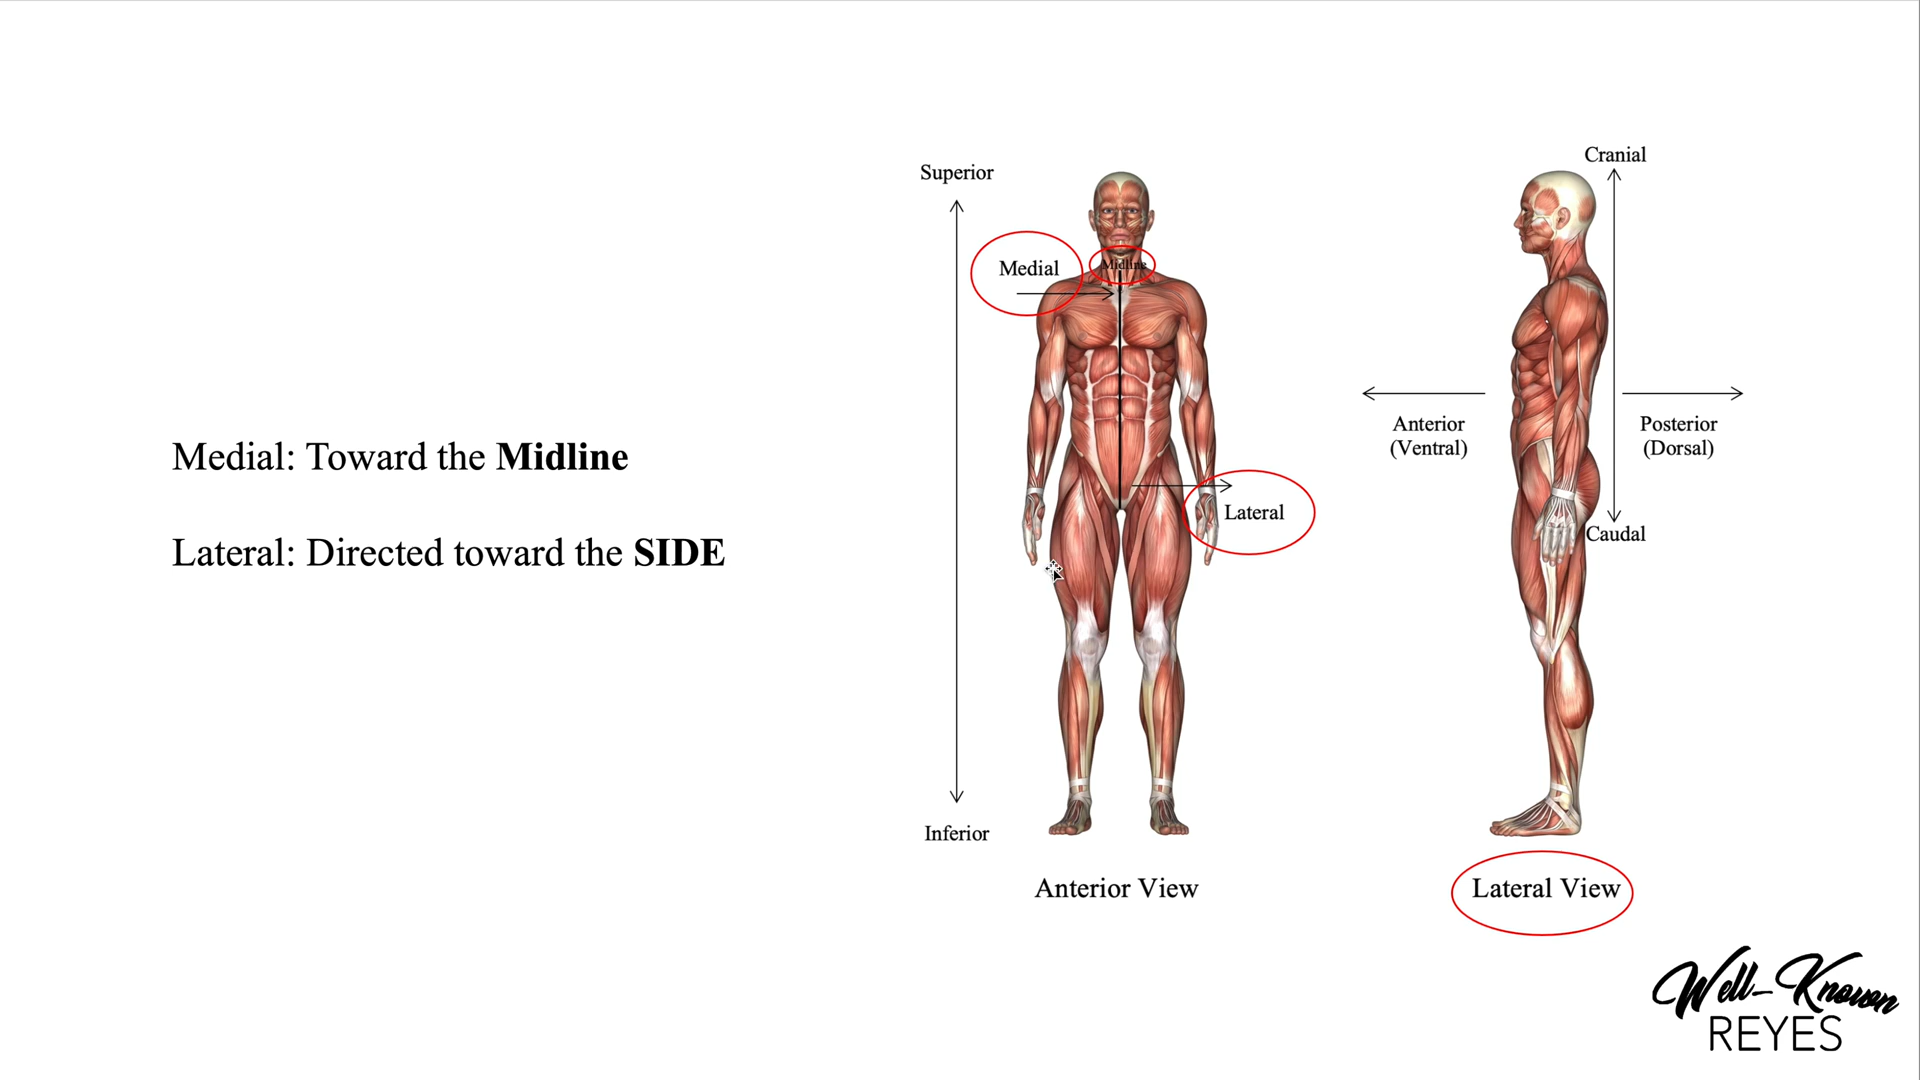 Medial: Toward the Midline
Lateral: Directed toward the SIDE
Superior
Medial
Midline
Lateral
Inferior
Anterior View
Cranial
Anterior
(Ventral)
Posterior
(Dorsal)
Caudal
Lateral View
Well-Known
REYES